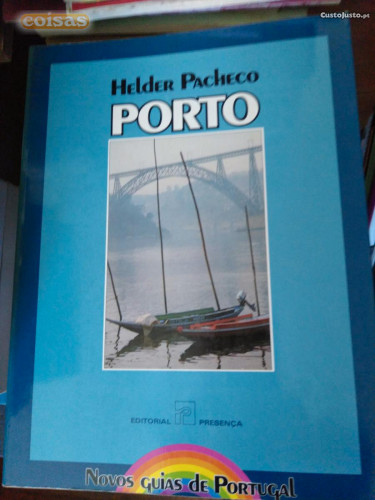 coisas
CustoJusto.pt
HELDER PACHECO
PORTO
EDITORIAL PRESENÇA
NOVOS GUIAS DE PORTUGAL